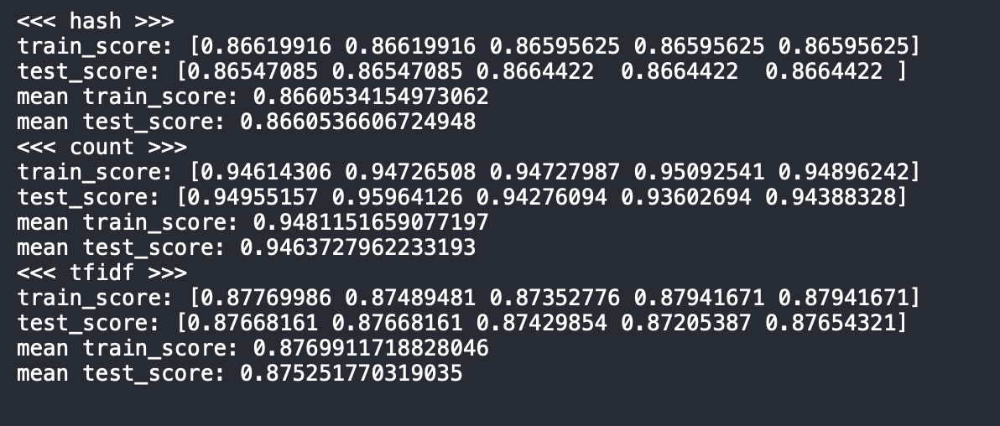 <<< hash >>>
train_score: [0.86619916 0.86619916 0.86595625 0.86595625 0.86595625]
test_score: [0.86547085 0.86547085 0.8664422  0.8664422  0.8664422 ]
mean train_score: 0.8660534154973062
mean test_score: 0.8660536606724948
<<< count >>>
train_score: [0.94614306 0.94726508 0.94727987 0.95092541 0.94896242]
test_score: [0.94955157 0.95964126 0.94276094 0.93602694 0.94388328]
mean train_score: 0.9481151659077197
mean test_score: 0.9463727962233193
<<< tfidf >>>
train_score: [0.87769986 0.87489481 0.87352776 0.87941671 0.87941671]
test_score: [0.87668161 0.87668161 0.87429854 0.87205387 0.87654321]
mean train_score: 0.8769911718828046
mean test_score: 0.875251770319035